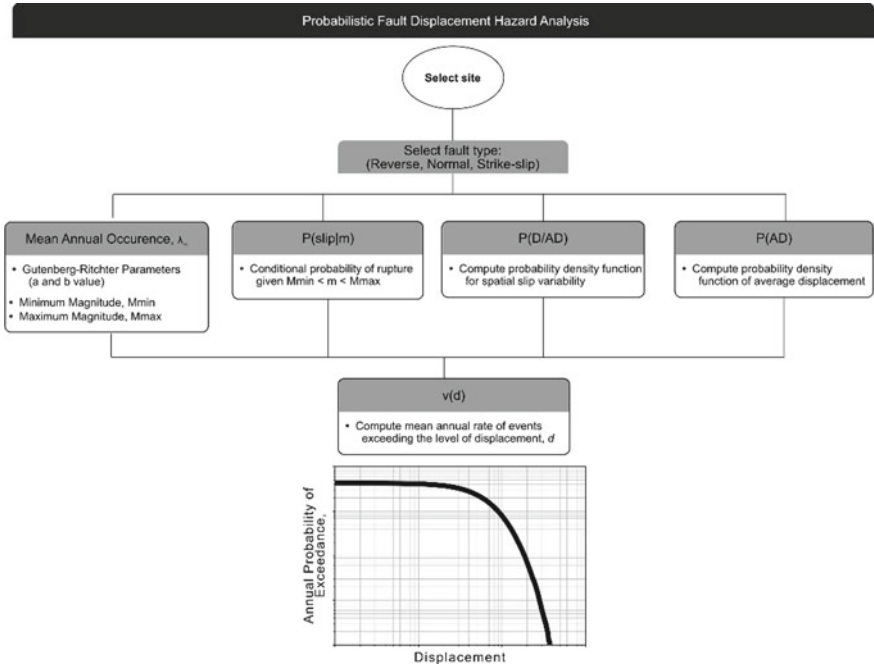 Probabilistic Fault Displacement Hazard Analysis
Select site
Select fault type:
(Reverse, Normal, Strike-slip)
Mean Annual Occurence, λₘ
• Gutenberg-Ritchter Parameters
(a and b value)
• Minimum Magnitude, Mmin
• Maximum Magnitude, Mmax
P(slip|m)
• Conditional probability of rupture
given Mmin < m < Mmax
P(D/AD)
• Compute probability density function
for spatial slip variability
P(AD)
• Compute probability density
function of average displacement
v(d)
• Compute mean annual rate of events
exceeding the level of displacement, d
Annual Probability of
Exceedance,
Displacement